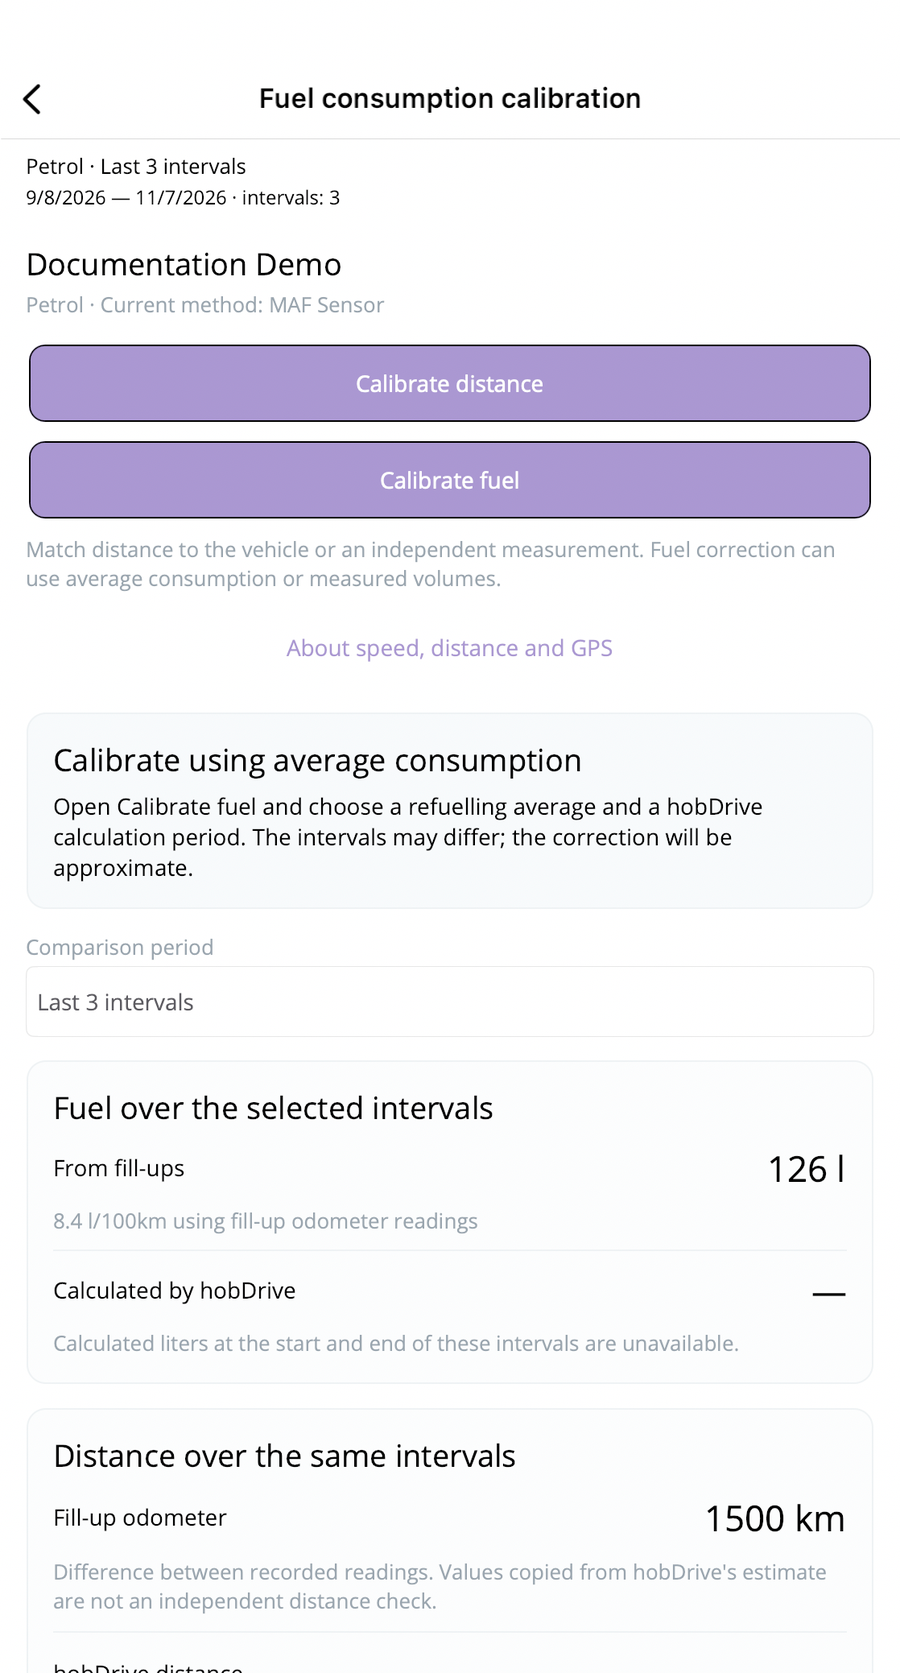 Fuel consumption calibration
Petrol · Last 3 intervals
9/8/2026 — 11/7/2026 · intervals: 3
Documentation Demo
Petrol · Current method: MAF Sensor
Calibrate distance
Calibrate fuel
Match distance to the vehicle or an independent measurement. Fuel correction can
use average consumption or measured volumes.
About speed, distance and GPS
Calibrate using average consumption
Open Calibrate fuel and choose a refuelling average and a hobDrive
calculation period. The intervals may differ; the correction will be
approximate.
Comparison period
Last 3 intervals
Fuel over the selected intervals
From fill-ups 126 l
8.4 l/100km using fill-up odometer readings
Calculated by hobDrive —
Calculated liters at the start and end of these intervals are unavailable.
Distance over the same intervals
Fill-up odometer 1500 km
Difference between recorded readings. Values copied from hobDrive's estimate
are not an independent distance check.
hobDrive distance